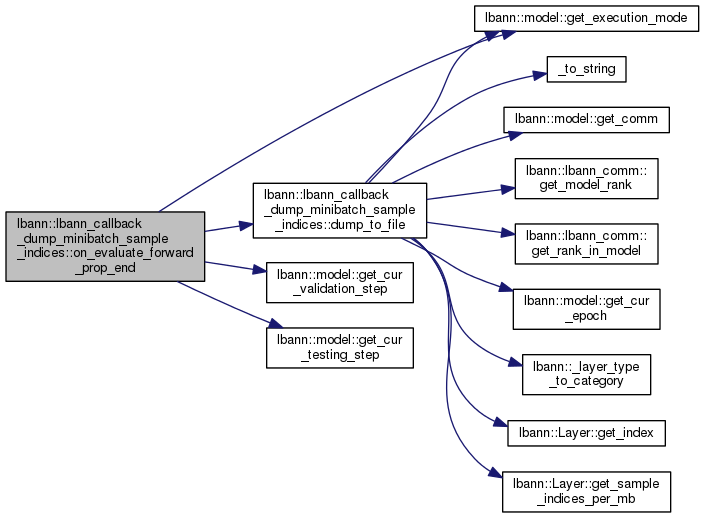 lbann::lbann_callback
_dump_minibatch_sample
_indices::on_evaluate_forward
_prop_end
lbann::lbann_callback
_dump_minibatch_sample
_indices::dump_to_file
lbann::model::get_cur
_validation_step
lbann::model::get_cur
_testing_step
lbann::model::get_execution_mode
_to_string
lbann::model::get_comm
lbann::lbann_comm::
get_model_rank
lbann::lbann_comm::
get_rank_in_model
lbann::model::get_cur
_epoch
lbann::_layer_type
_to_category
lbann::Layer::get_index
lbann::Layer::get_sample
_indices_per_mb